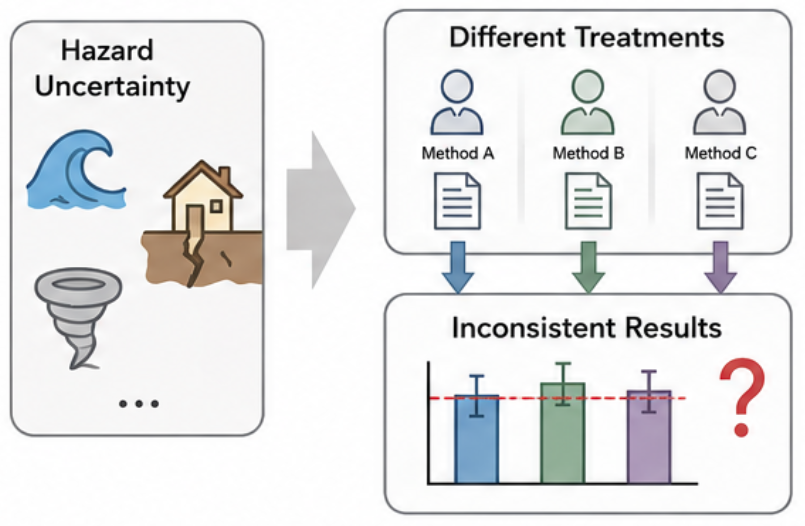 Hazard
Uncertainty
...
Different Treatments
Method A
Method B
Method C
Inconsistent Results
?